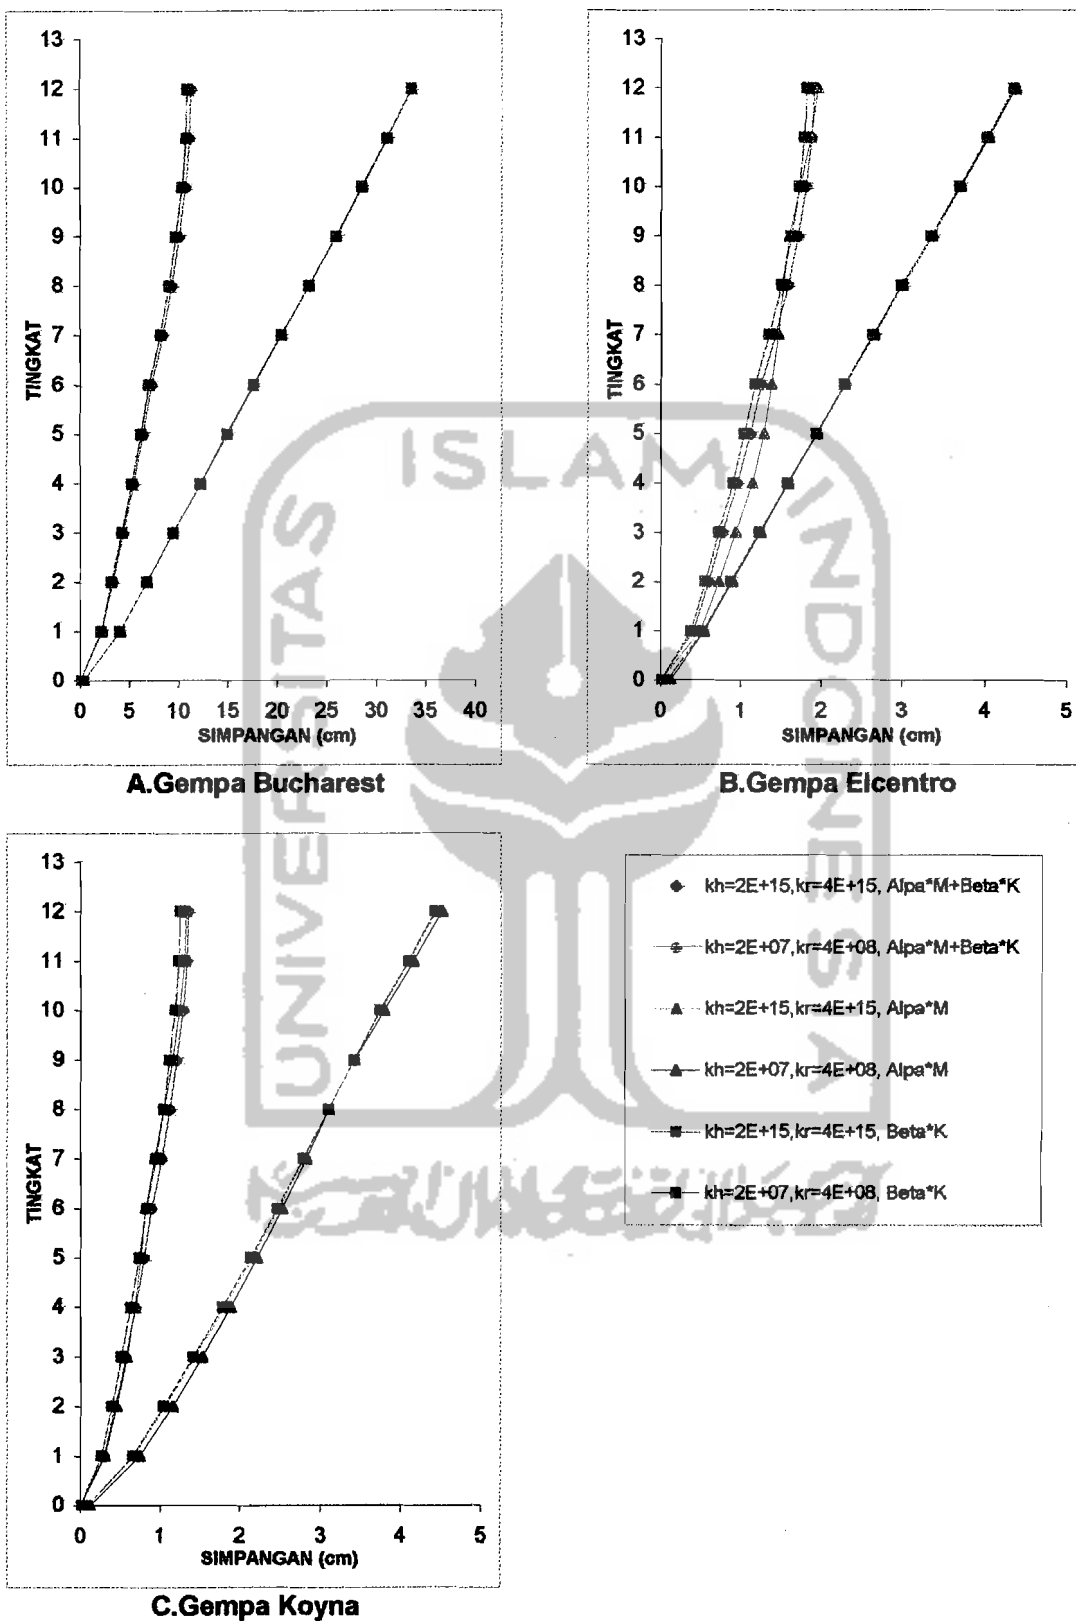 13
12
11
10
9
8
7
6
5
4
3
2
1
0
TINGKAT
0 5 10 15 20 25 30 35 40
SIMPANGAN (cm)
A.Gempa Bucharest
13
12
11
10
9
8
7
6
5
4
3
2
1
0
TINGKAT
0 1 2 3 4 5
SIMPANGAN (cm)
B.Gempa Elcentro
UNIVERSITAS
ISLAM
INDONESIA
13
12
11
10
9
8
7
6
5
4
3
2
1
0
TINGKAT
0 1 2 3 4 5
SIMPANGAN (cm)
C.Gempa Koyna
kh=2E+15,kr=4E+15, Alpa*M+Beta*K
kh=2E+07,kr=4E+08, Alpa*M+Beta*K
kh=2E+15,kr=4E+15, Alpa*M
kh=2E+07,kr=4E+08, Alpa*M
kh=2E+15,kr=4E+15, Beta*K
kh=2E+07,kr=4E+08, Beta*K